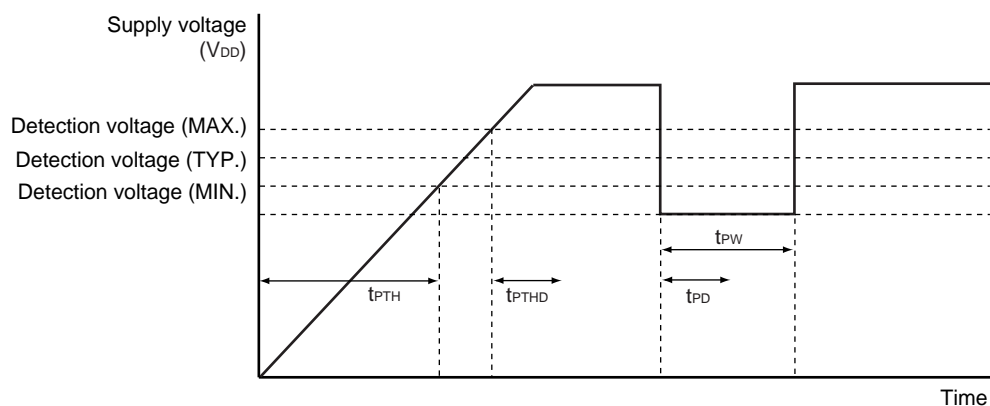 Supply voltage
(VDD)
Detection voltage (MAX.)
Detection voltage (TYP.)
Detection voltage (MIN.)
tPW
tPTH
tPTHD
tPD
Time